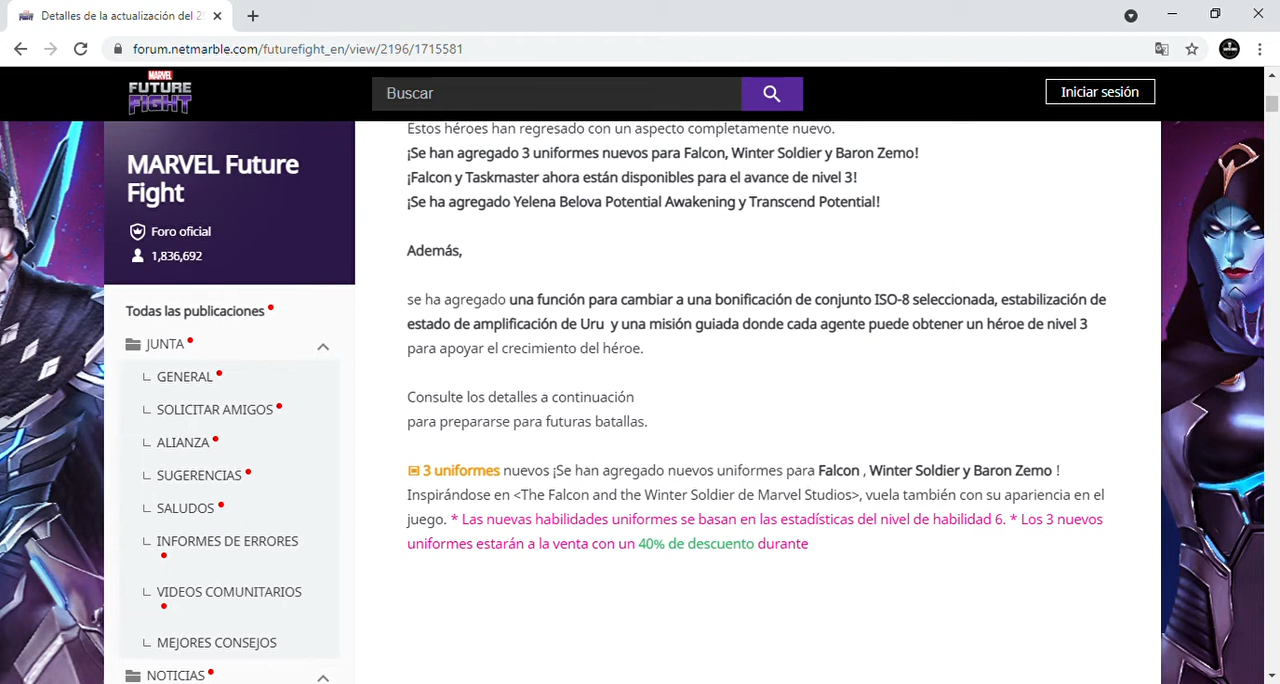 Detalles de la actualización del 2
forum.netmarble.com/futurefight_en/view/2196/1715581
MARVEL
FUTURE
FIGHT
Buscar
Iniciar sesión
MARVEL Future
Fight
Foro oficial
1,836,692
Todas las publicaciones
JUNTA
GENERAL
SOLICITAR AMIGOS
ALIANZA
SUGERENCIAS
SALUDOS
INFORMES DE ERRORES
VIDEOS COMUNITARIOS
MEJORES CONSEJOS
NOTICIAS
Estos héroes han regresado con un aspecto completamente nuevo.
¡Se han agregado 3 uniformes nuevos para Falcon, Winter Soldier y Baron Zemo!
¡Falcon y Taskmaster ahora están disponibles para el avance de nivel 3!
¡Se ha agregado Yelena Belova Potential Awakening y Transcend Potential!
Además,
se ha agregado una función para cambiar a una bonificación de conjunto ISO-8 seleccionada, estabilización de
estado de amplificación de Uru y una misión guiada donde cada agente puede obtener un héroe de nivel 3
para apoyar el crecimiento del héroe.
Consulte los detalles a continuación
para prepararse para futuras batallas.
▣ 3 uniformes nuevos ¡Se han agregado nuevos uniformes para Falcon , Winter Soldier y Baron Zemo !
Inspirándose en <The Falcon and the Winter Soldier de Marvel Studios>, vuela también con su apariencia en el
juego. * Las nuevas habilidades uniformes se basan en las estadísticas del nivel de habilidad 6. * Los 3 nuevos
uniformes estarán a la venta con un 40% de descuento durante